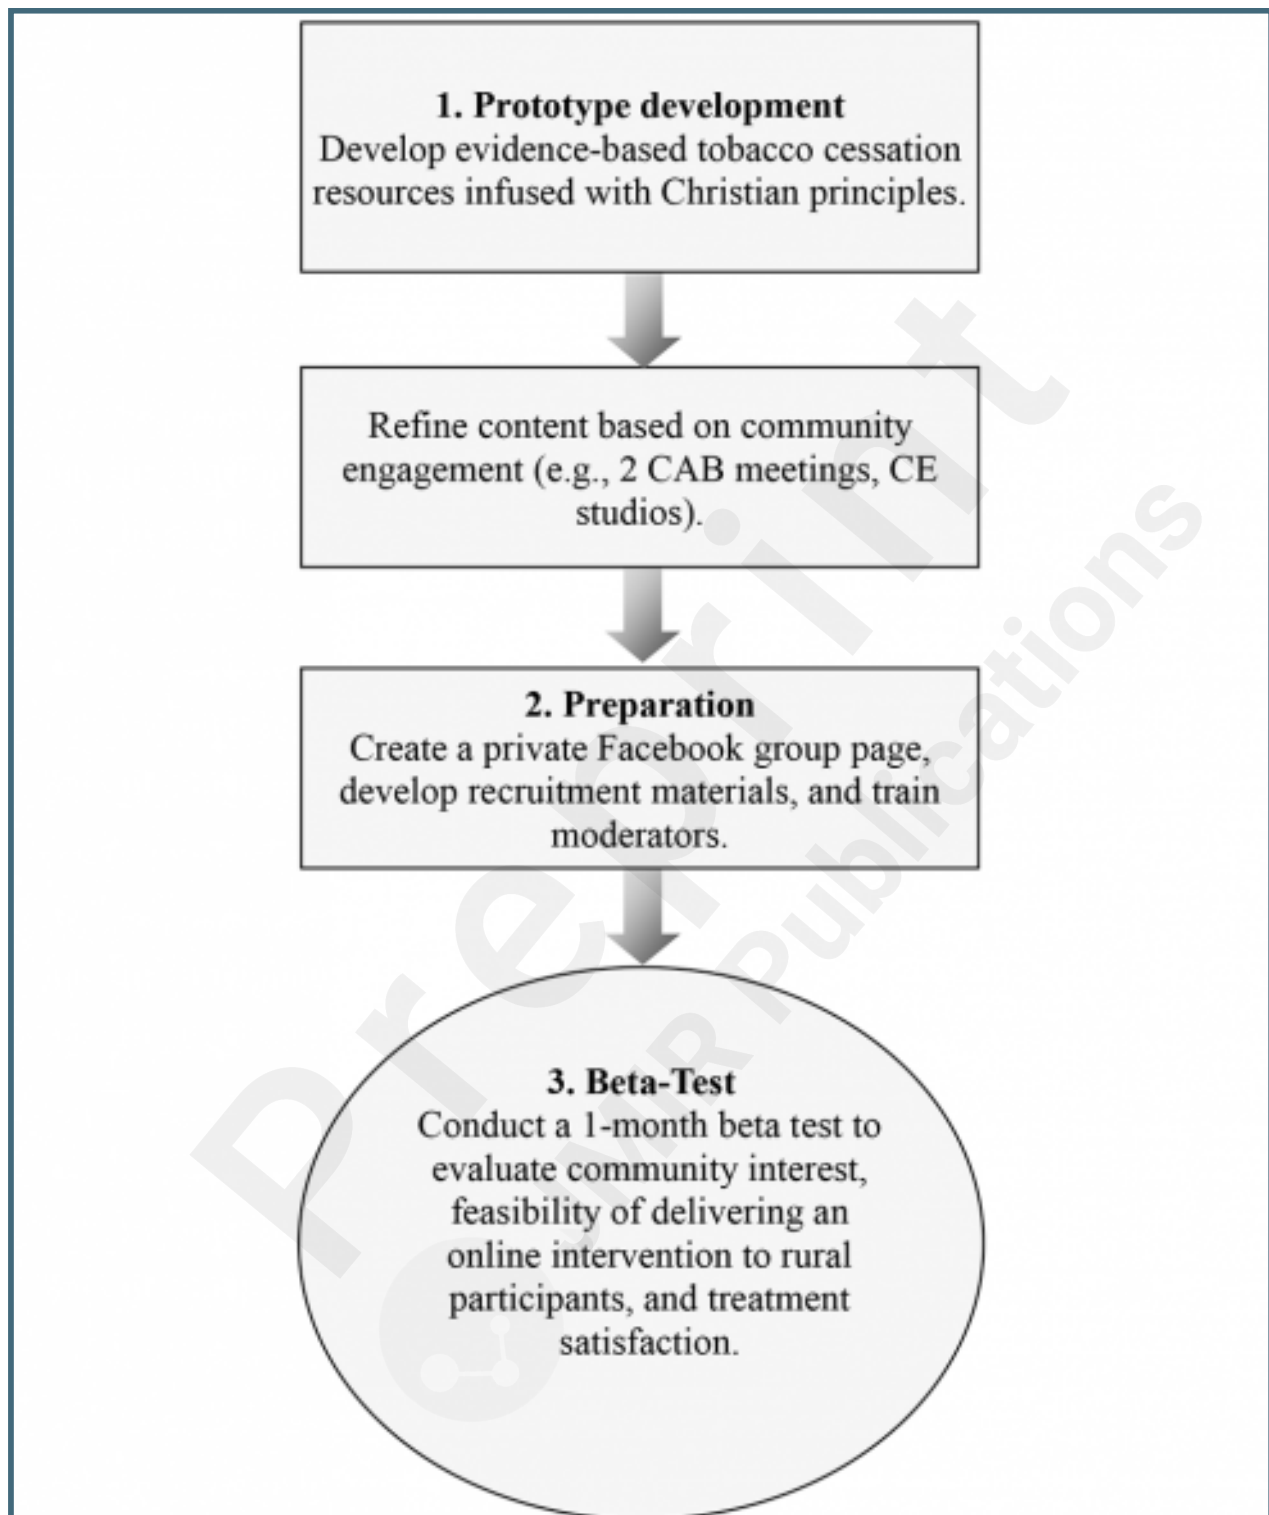 1. Prototype development
Develop evidence-based tobacco cessation
resources infused with Christian principles.
Refine content based on community
engagement (e.g., 2 CAB meetings, CE
studios).
2. Preparation
Create a private Facebook group page,
develop recruitment materials, and train
moderators.
3. Beta-Test
Conduct a 1-month beta test to
evaluate community interest,
feasibility of delivering an
online intervention to rural
participants, and treatment
satisfaction.
Preprint
JMIR Publications